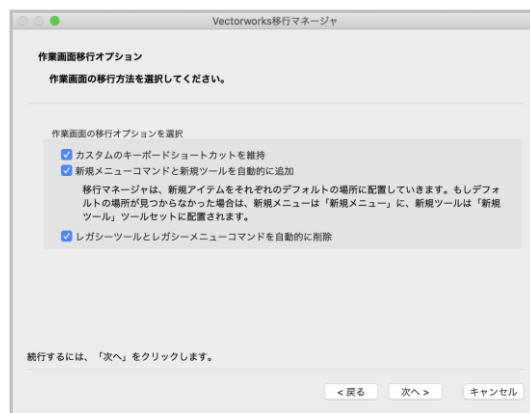 Vectorworks移行マネージャ
作業画面移行オプション
作業画面の移行方法を選択してください。
作業画面の移行オプションを選択
カスタムのキーボードショートカットを維持
新規メニューコマンドと新規ツールを自動的に追加
移行マネージャは、新規アイテムをそれぞれのデフォルトの場所に配置していきます。もしデフォ
ルトの場所が見つからなかった場合は、新規メニューは「新規メニュー」に、新規ツールは「新規
ツール」ツールセットに配置されます。
レガシーツールとレガシーメニューコマンドを自動的に削除
続行するには、「次へ」をクリックします。
< 戻る 次へ > キャンセル